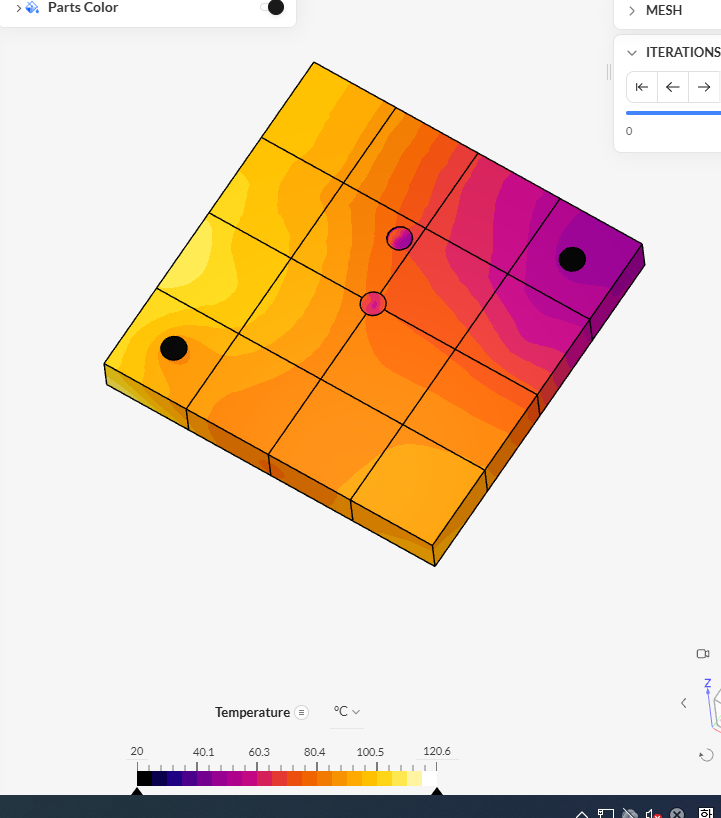 Parts Color
MESH
ITERATIONS
0
Z
Temperature °C
20 40.1 60.3 80.4 100.5 120.6